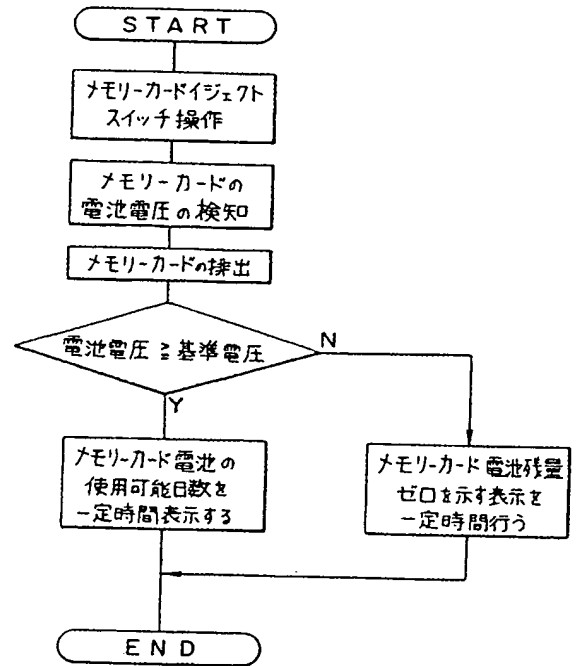 START
メモリーカードイジェクト
スイッチ操作
メモリーカードの
電池電圧の検知
メモリーカードの排出
電池電圧 ≧ 基準電圧
N
Y
メモリーカード電池の
使用可能日数を
一定時間表示する
メモリーカード電池残量
ゼロを示す表示を
一定時間行う
END